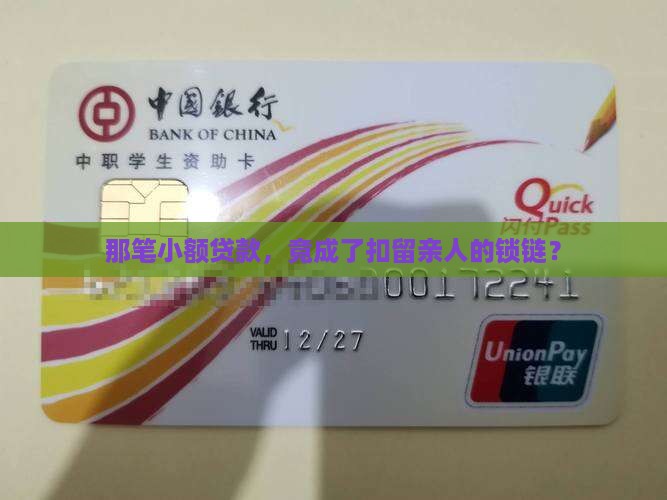 中国銀行
BANK OF CHINA
中职学生资助卡
Quick
闪付Pass
那笔小额贷款，竟成了扣留亲人的锁链？
00172241
VALID
THRU 12/27
UnionPay
银联